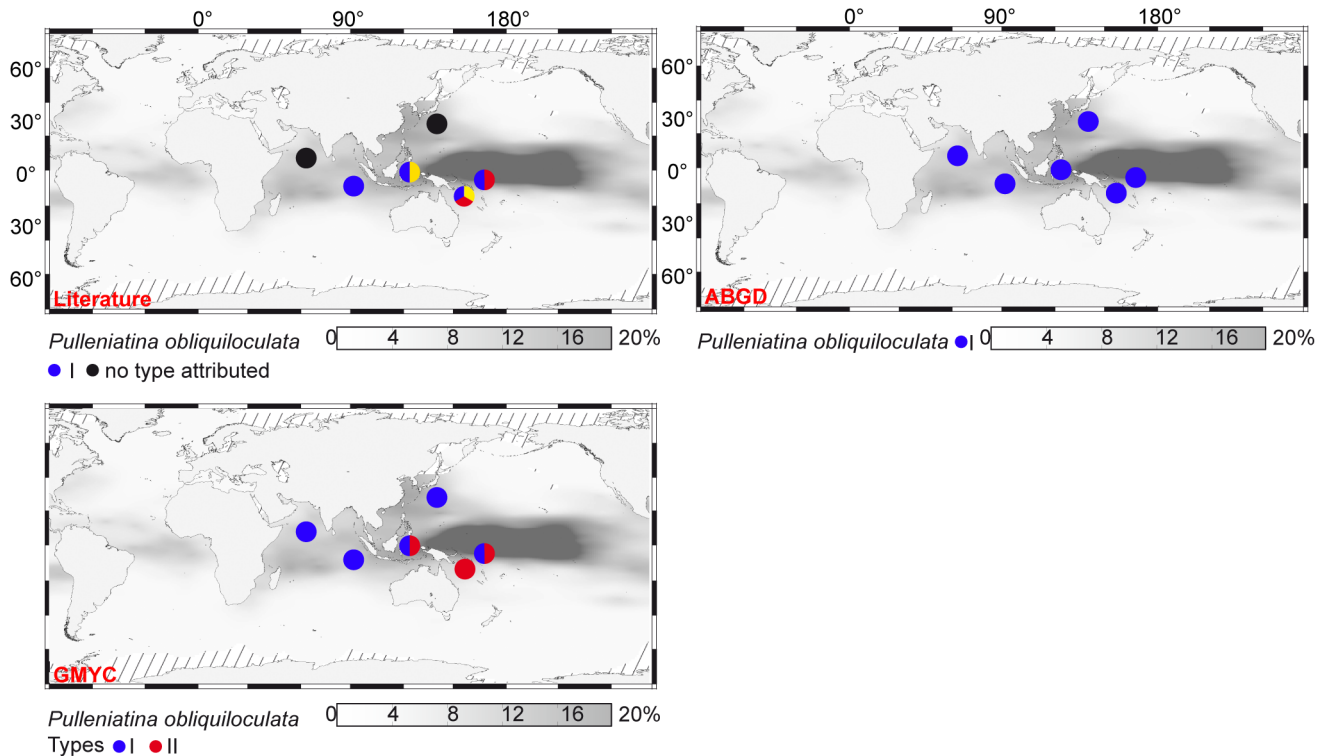 0° 90° 180°
60°
30°
0°
30°
60°
Literature
Pulleniatina obliquiloculata 0 4 8 12 16 20%
I no type attributed
0° 90° 180°
60°
30°
0°
30°
60°
ABGD
Pulleniatina obliquiloculata I 0 4 8 12 16 20%
GMYC
Pulleniatina obliquiloculata 0 4 8 12 16 20%
Types I II